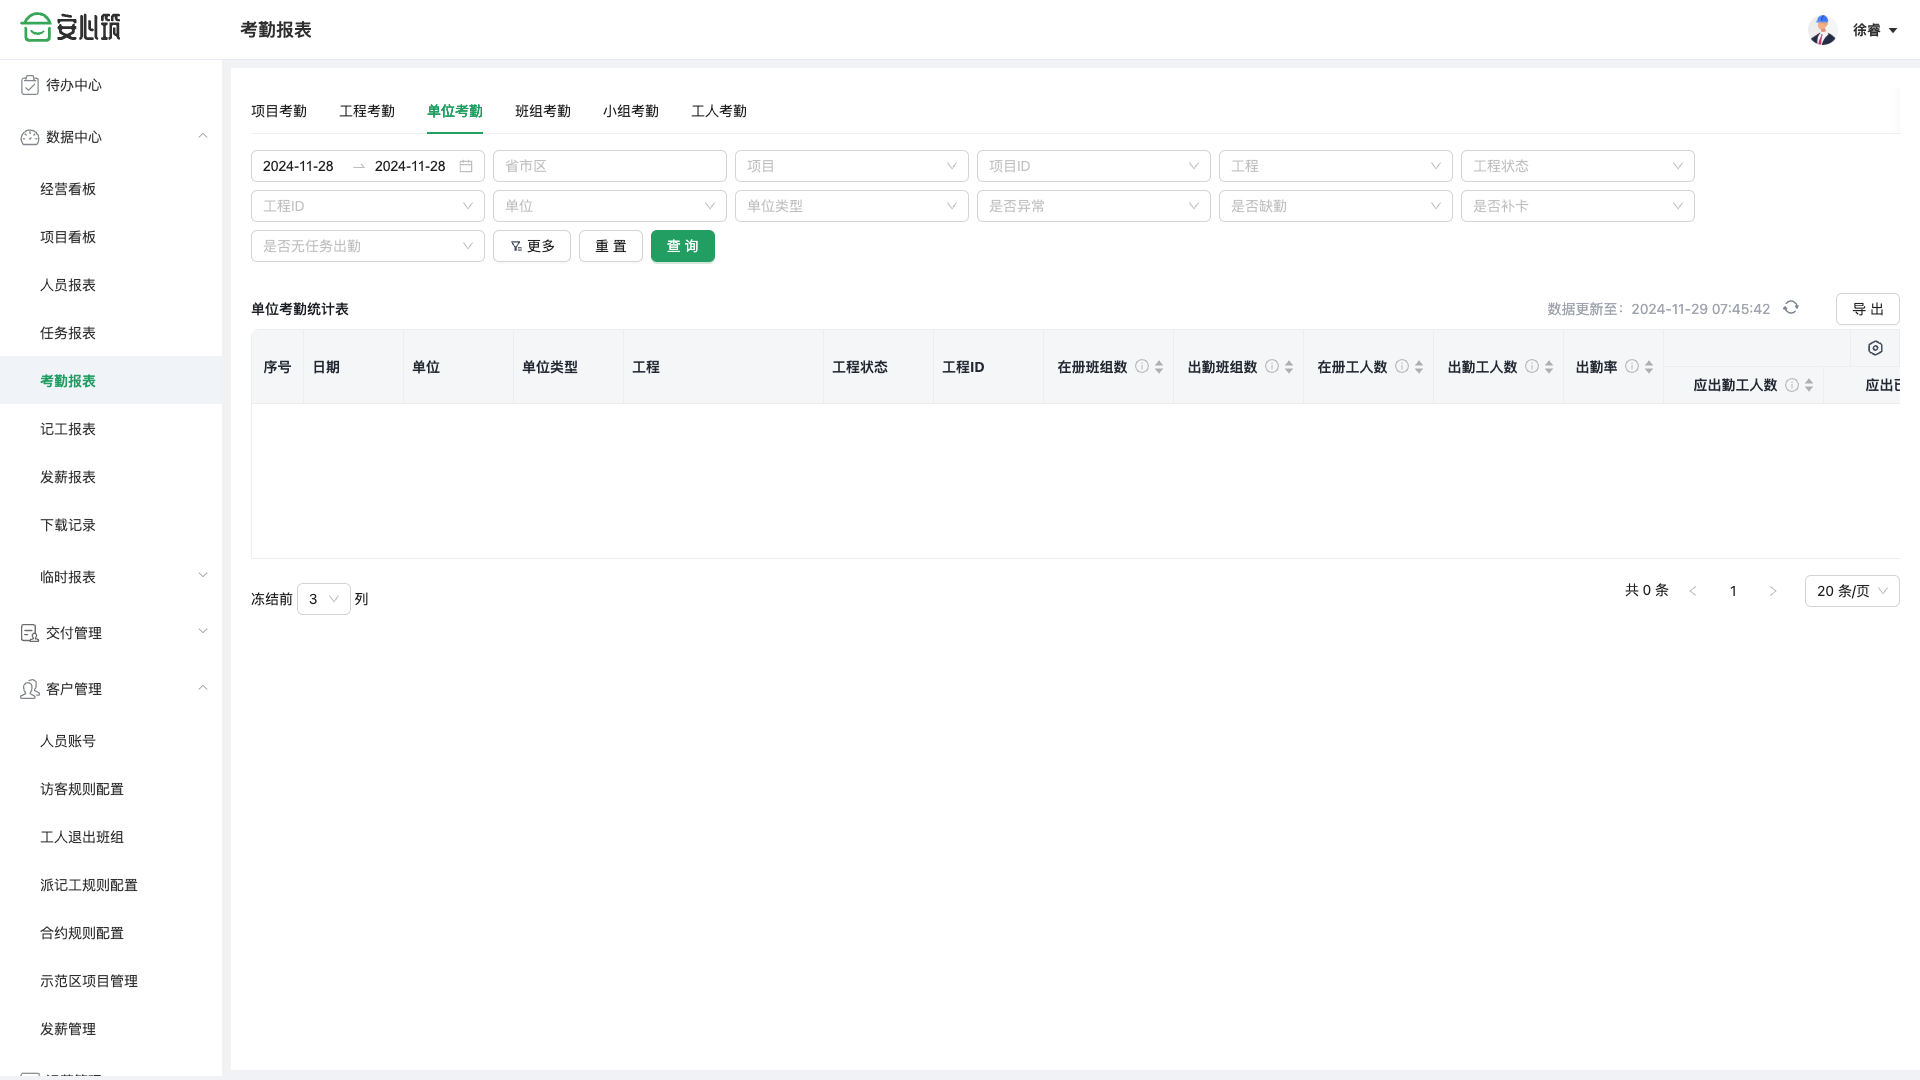 安心筑
考勤报表
徐睿
待办中心
数据中心
经营看板
项目看板
人员报表
任务报表
考勤报表
记工报表
发薪报表
下载记录
临时报表
交付管理
客户管理
人员账号
访客规则配置
工人退出班组
派记工规则配置
合约规则配置
示范区项目管理
发薪管理
项目考勤 工程考勤 单位考勤 班组考勤 小组考勤 工人考勤
2024-11-28 2024-11-28 省市区 项目 项目ID 工程 工程状态
工程ID 单位 单位类型 是否异常 是否缺勤 是否补卡
是否无任务出勤 更多 重 置 查 询
单位考勤统计表 数据更新至：2024-11-29 07:45:42 导 出
序号 日期 单位 单位类型 工程 工程状态 工程ID 在册班组数 出勤班组数 在册工人数 出勤工人数 出勤率
应出勤工人数 应出
冻结前 3 列
共 0 条 1 20 条/页